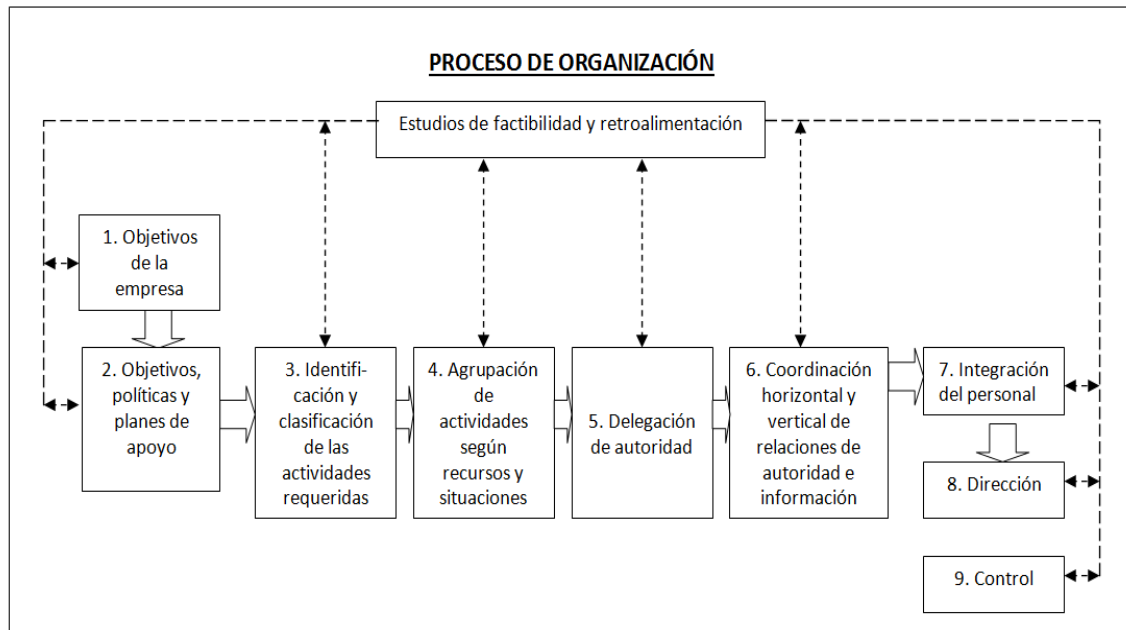 PROCESO DE ORGANIZACIÓN
Estudios de factibilidad y retroalimentación
1. Objetivos
de la
empresa
2. Objetivos,
políticas y
planes de
apoyo
3. Identifi-
cación y
clasificación
de las
actividades
requeridas
4. Agrupación
de
actividades
según
recursos y
situaciones
5. Delegación
de autoridad
6. Coordinación
horizontal y
vertical de
relaciones de
autoridad e
información
7. Integración
del personal
8. Dirección
9. Control